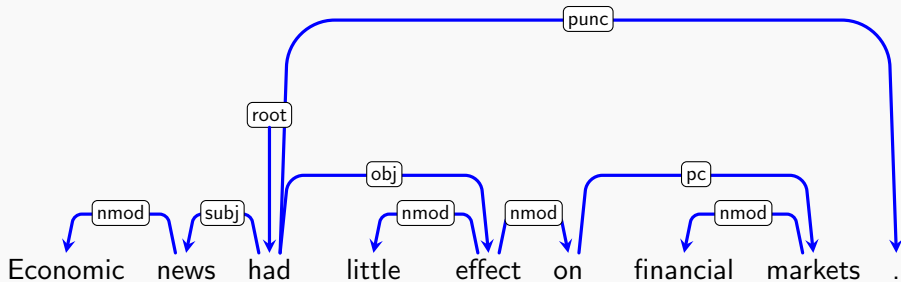 punc
root
obj pc
nmod subj nmod nmod nmod
Economic news had little effect on financial markets .